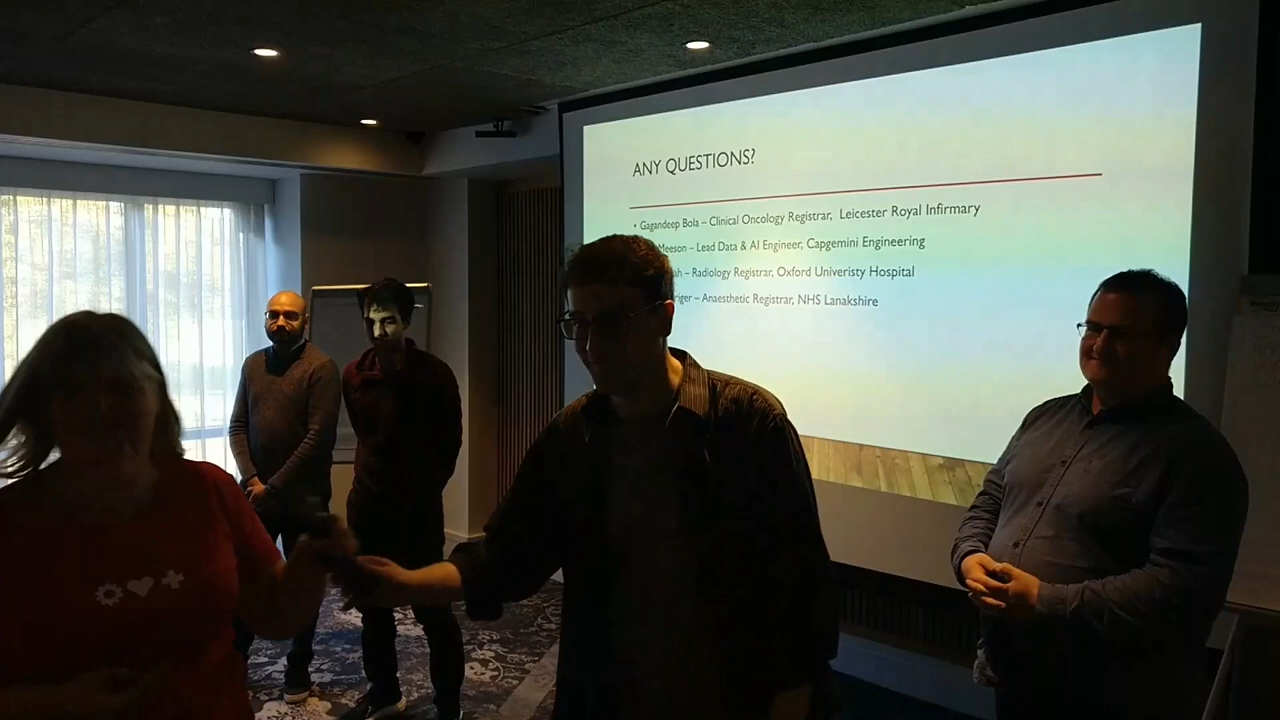 ANY QUESTIONS?
• Gagandeep Bola – Clinical Oncology Registrar, Leicester Royal Infirmary
Meeson – Lead Data & AI Engineer, Capgemini Engineering
– Radiology Registrar, Oxford Univeristy Hospital
– Anaesthetic Registrar, NHS Lanakshire